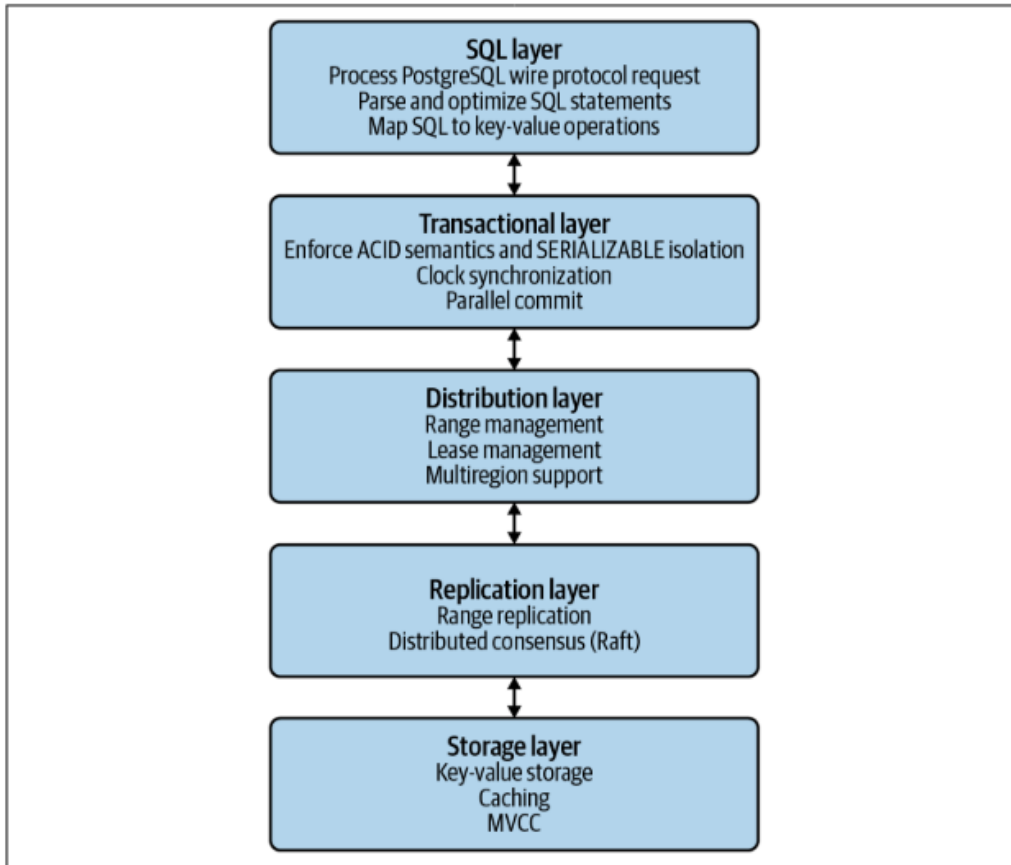 SQL layer
Process PostgreSQL wire protocol request
Parse and optimize SQL statements
Map SQL to key-value operations
Transactional layer
Enforce ACID semantics and SERIALIZABLE isolation
Clock synchronization
Parallel commit
Distribution layer
Range management
Lease management
Multiregion support
Replication layer
Range replication
Distributed consensus (Raft)
Storage layer
Key-value storage
Caching
MVCC